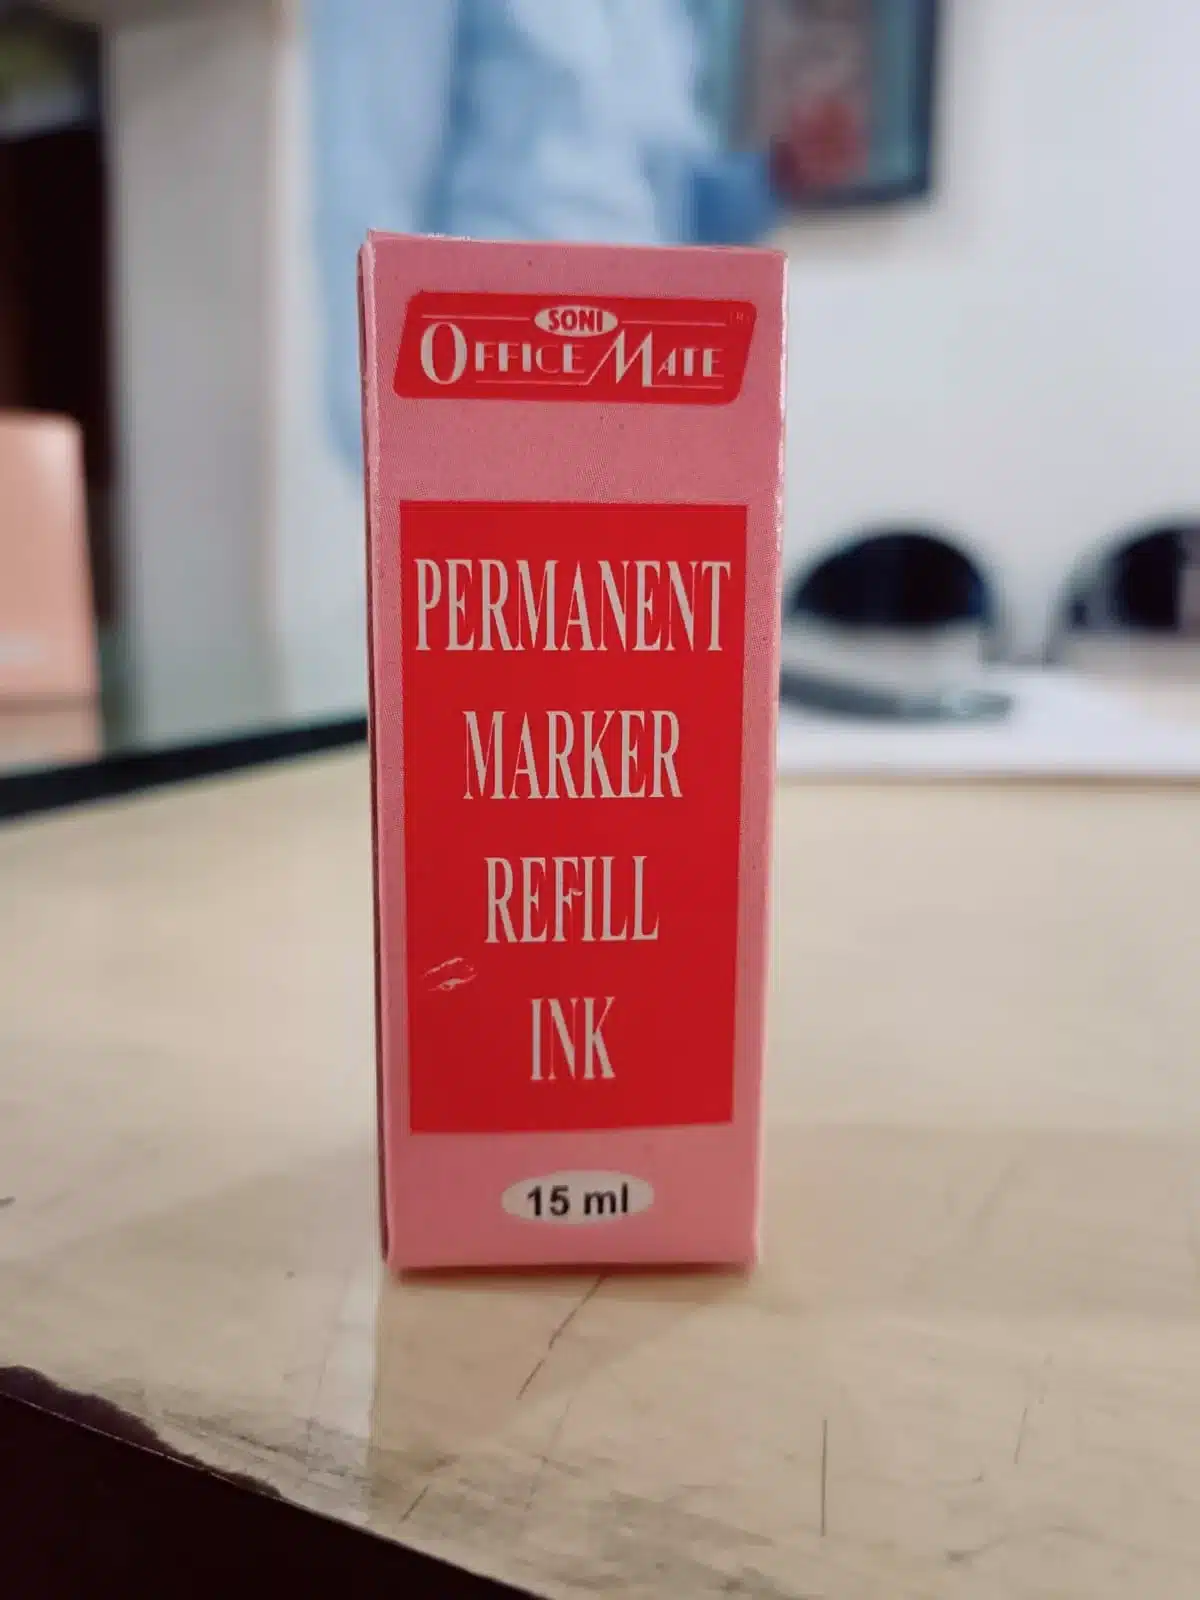 SONI
OFFICE MATE
PERMANENT
MARKER
REFILL
INK
15 ml